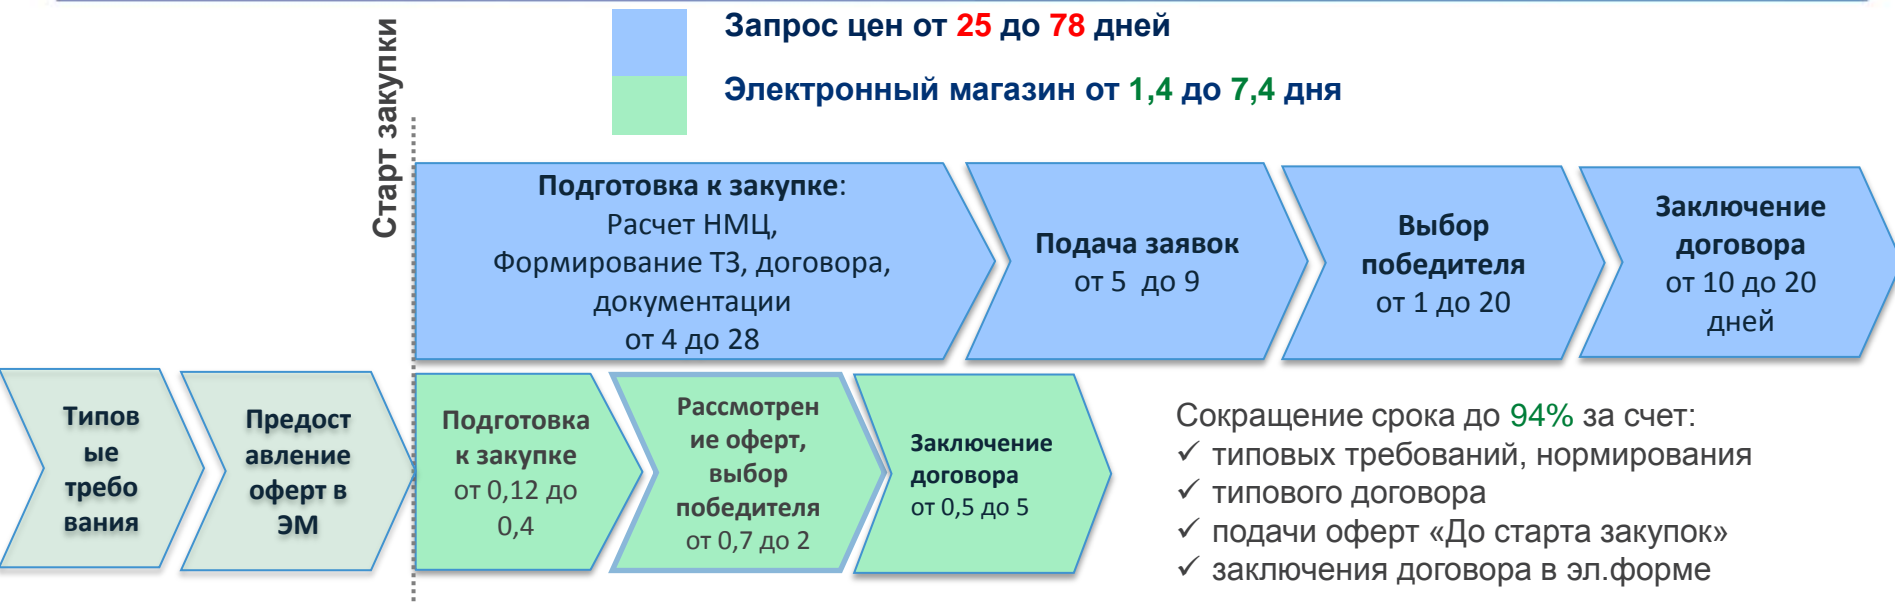 Запрос цен от 25 до 78 дней
Электронный магазин от 1,4 до 7,4 дня
Старт закупки
Подготовка к закупке:
Расчет НМЦ,
Формирование ТЗ, договора,
документации
от 4 до 28
Подача заявок
от 5 до 9
Выбор
победителя
от 1 до 20
Заключение
договора
от 10 до 20
дней
Типов
ые
требо
вания
Предост
авление
оферт в
ЭМ
Подготовка
к закупке
от 0,12 до
0,4
Рассмотрен
ие оферт,
выбор
победителя
от 0,7 до 2
Заключение
договора
от 0,5 до 5
Сокращение срока до 94% за счет:
✓ типовых требований, нормирования
✓ типового договора
✓ подачи оферт «До старта закупок»
✓ заключения договора в эл.форме